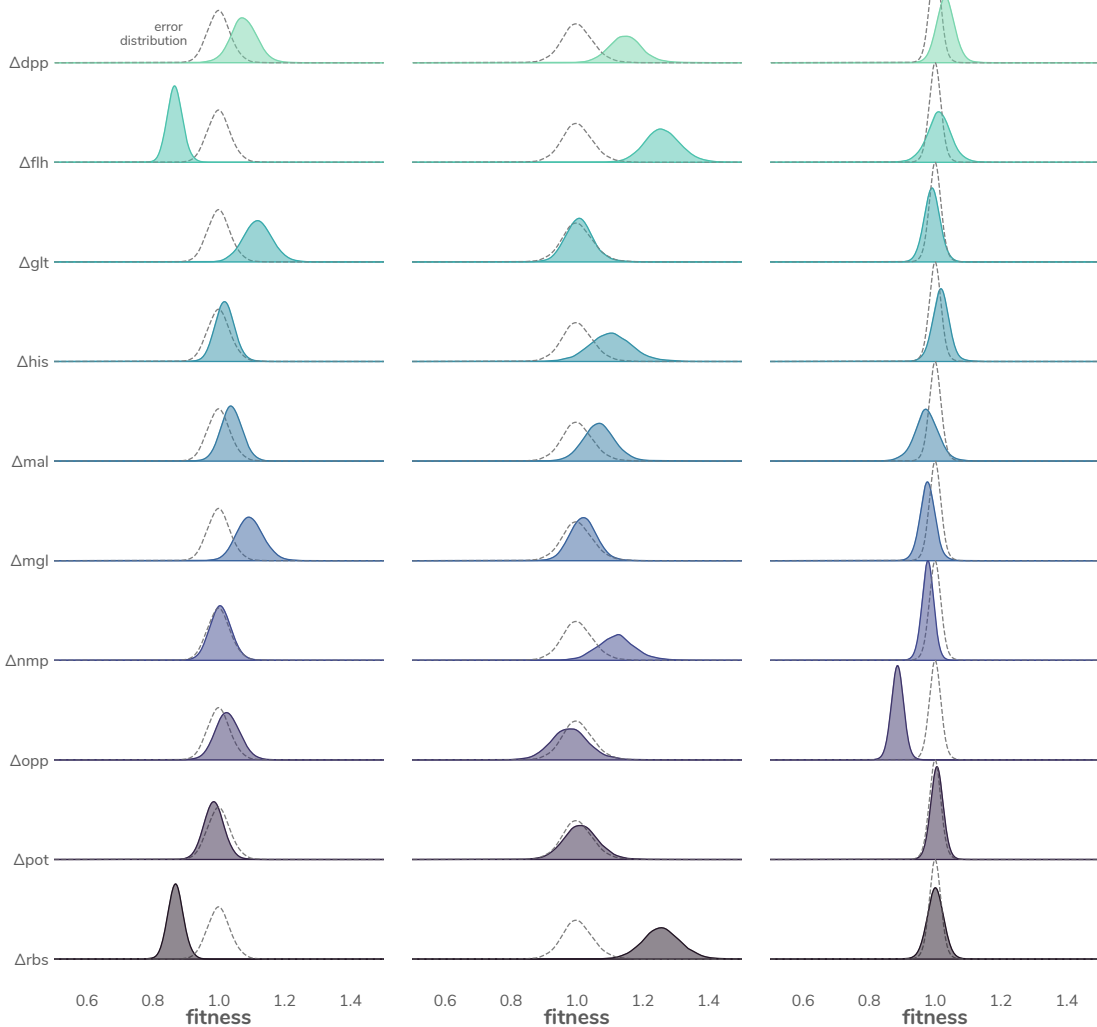 error
distribution
Δdpp
Δflh
Δglt
Δhis
Δmal
Δmgl
Δnmp
Δopp
Δpot
Δrbs
0.6 0.8 1.0 1.2 1.4 0.6 0.8 1.0 1.2 1.4 0.6 0.8 1.0 1.2 1.4
fitness fitness fitness